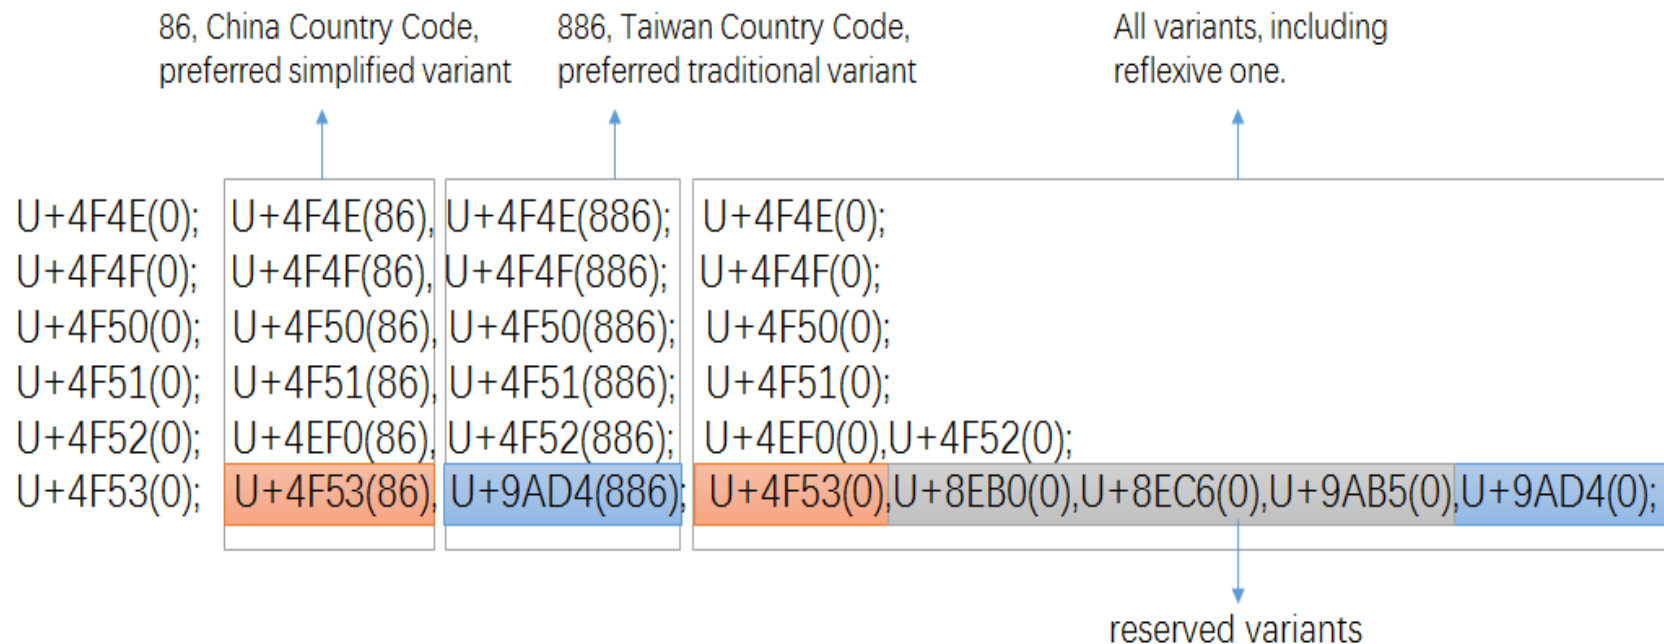 86, China Country Code,
preferred simplified variant
886, Taiwan Country Code,
preferred traditional variant
All variants, including
reflexive one.
U+4F4E(0); U+4F4E(86), U+4F4E(886); U+4F4E(0);
U+4F4F(0); U+4F4F(86), U+4F4F(886); U+4F4F(0);
U+4F50(0); U+4F50(86), U+4F50(886); U+4F50(0);
U+4F51(0); U+4F51(86), U+4F51(886); U+4F51(0);
U+4F52(0); U+4EF0(86), U+4F52(886); U+4EF0(0),U+4F52(0);
U+4F53(0); U+4F53(86), U+9AD4(886); U+4F53(0),U+8EB0(0),U+8EC6(0),U+9AB5(0),U+9AD4(0);
reserved variants